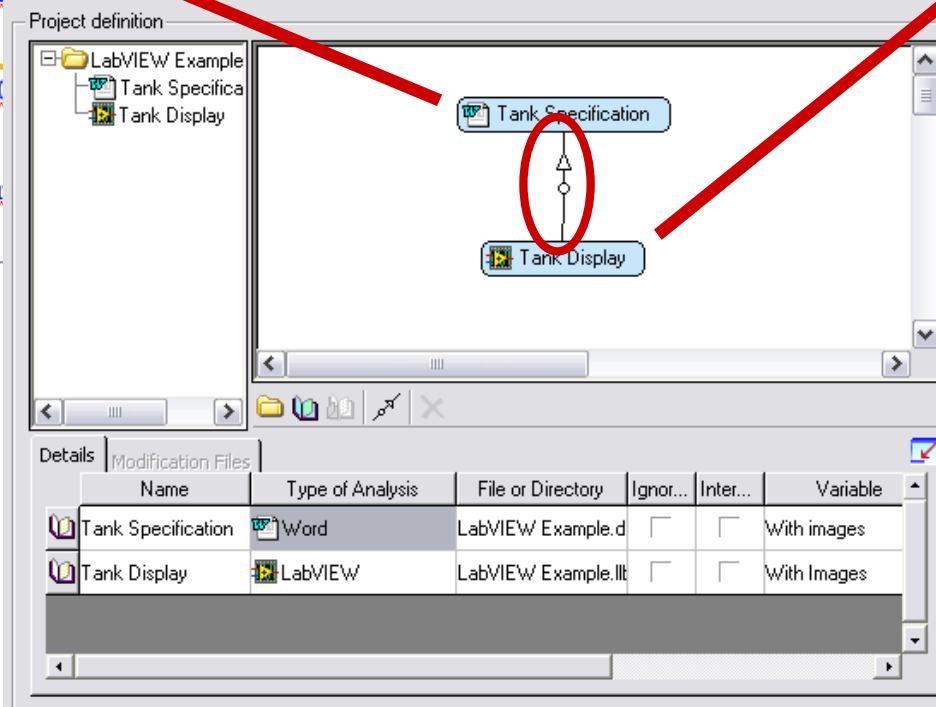 Project definition
LabVIEW Example
Tank Specifica
Tank Display
Tank Specification
Tank Display
Details
Modification Files
Name Type of Analysis File or Directory Ignor... Inter... Variable
Tank Specification Word LabVIEW Example.d With images
Tank Display LabVIEW LabVIEW Example.llb With Images